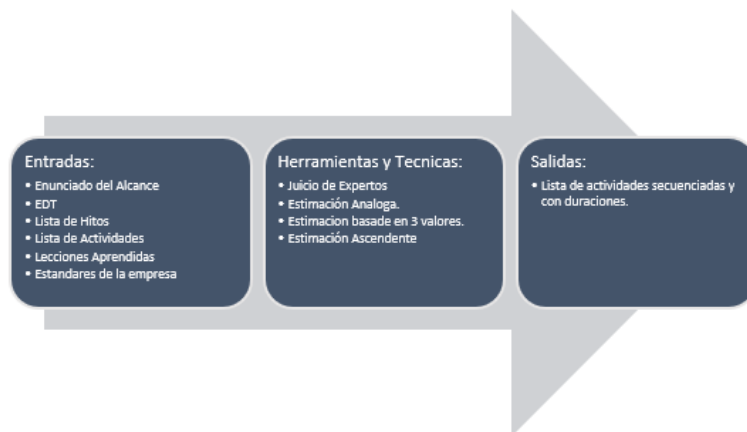 Entradas:
• Enunciado del Alcance
• EDT
• Lista de Hitos
• Lista de Actividades
• Lecciones Aprendidas
• Estandares de la empresa
Herramientas y Tecnicas:
• Juicio de Expertos
• Estimación Analoga.
• Estimacion basade en 3 valores.
• Estimación Ascendente
Salidas:
• Lista de actividades secuenciadas y
con duraciones.